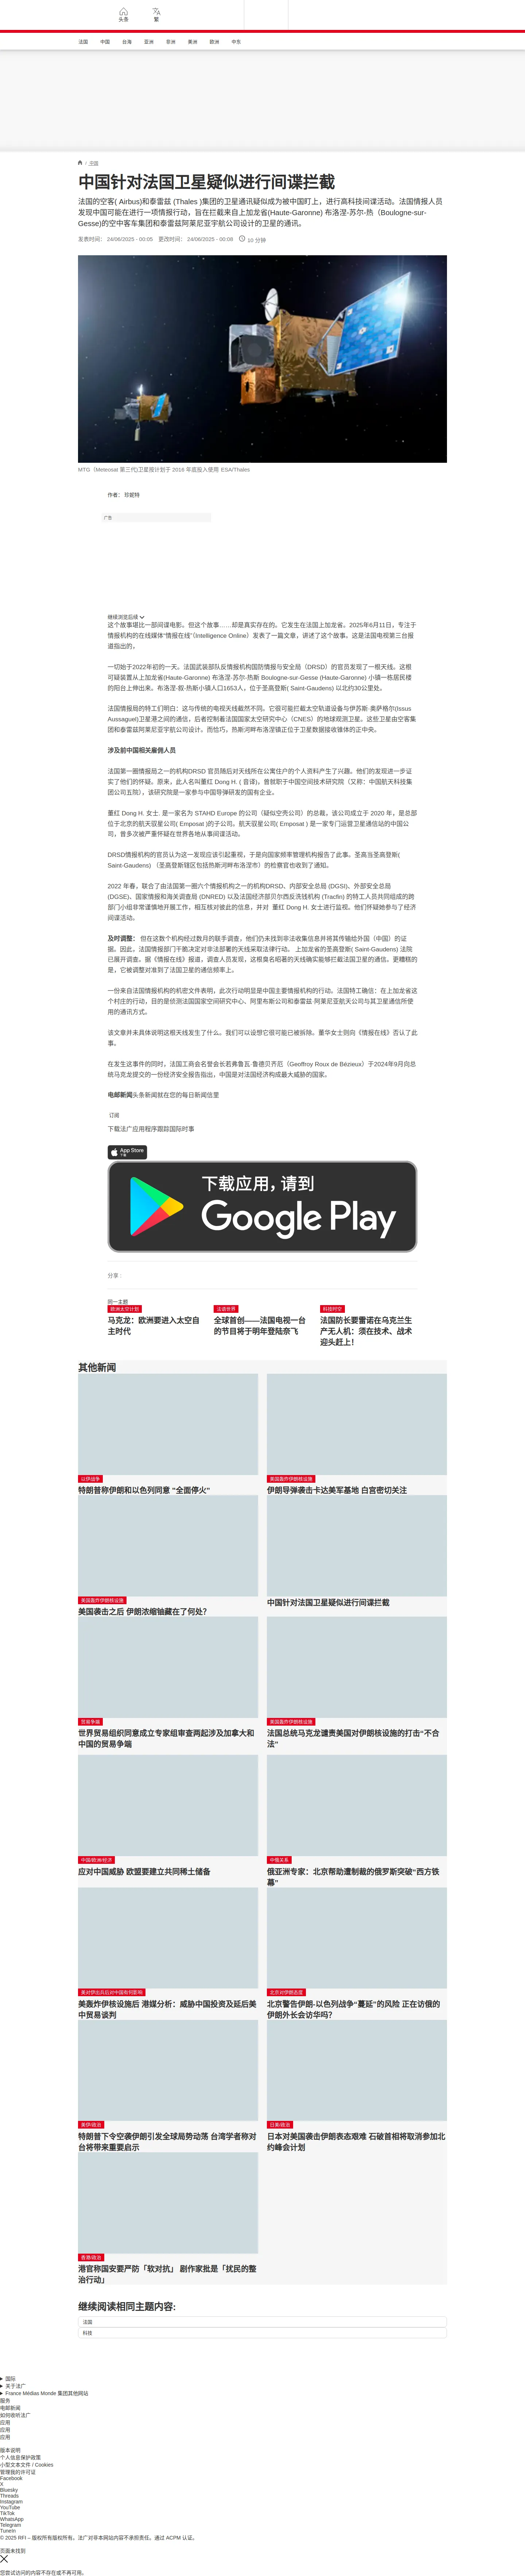 头条
繁
法国
中国
台海
亚洲
非洲
美洲
欧洲
中东
/ 中国
中国针对法国卫星疑似进行间谍拦截
法国的空客( Airbus)和泰雷兹 (Thales )集团的卫星通讯疑似成为被中国盯上，进行高科技间谍活动。法国情报人员
发现中国可能在进行一项情报行动，旨在拦截来自上加龙省(Haute-Garonne) 布洛涅-苏尔-热（Boulogne-sur-
Gesse)的空中客车集团和泰雷兹阿莱尼亚宇航公司设计的卫星的通讯。
发表时间： 24/06/2025 - 00:05 更改时间： 24/06/2025 - 00:08 10 分钟
MTG（Meteosat 第三代)卫星按计划于 2016 年底投入使用 ESA/Thales
作者： 珍妮特
广告
继续浏览后续
这个故事堪比一部间谍电影。但这个故事……却是真实存在的。它发生在法国上加龙省。2025年6月11日，专注于
情报机构的在线媒体“情报在线”（Intelligence Online）发表了一篇文章，讲述了这个故事。这是法国电视第三台报
道指出的，
一切始于2022年初的一天。法国武装部队反情报机构国防情报与安全局（DRSD）的官员发现了一根天线。这根
可疑装置从上加龙省(Haute-Garonne) 布洛涅-苏尔-热斯 Boulogne-sur-Gesse (Haute-Garonne) 小镇一栋居民楼
的阳台上伸出来。布洛涅-叙-热斯小镇人口1653人，位于圣高登斯( Saint-Gaudens) 以北约30公里处。
法国情报局的特工们明白：这与传统的电视天线截然不同。它很可能拦截太空轨道设备与伊苏斯·奥萨格尔(Issus
Aussaguel)卫星港之间的通信，后者控制着法国国家太空研究中心（CNES）的地球观测卫星。这些卫星由空客集
团和泰雷兹阿莱尼亚宇航公司设计。而恰巧，热斯河畔布洛涅镇正位于卫星数据接收锥体的正中央。
涉及前中国相关雇佣人员
法国第一圈情报局之一的机构DRSD 官员随后对天线所在公寓住户的个人资料产生了兴趣。他们的发现进一步证
实了他们的怀疑。原来，此人名叫董红 Dong H. ( 音译)，曾就职于中国空间技术研究院（又称：中国航天科技集
团公司五院)，该研究院是一家参与中国导弹研发的国有企业。
董红 Dong H. 女士. 是一家名为 STAHD Europe 的公司（疑似空壳公司）的总裁，该公司成立于 2020 年，是总部
位于北京的航天驭星公司( Emposat )的子公司。航天驭星公司( Emposat ) 是一家专门运营卫星通信站的中国公
司，曾多次被严重怀疑在世界各地从事间谍活动。
DRSD情报机构的官员认为这一发现应该引起重视，于是向国家频率管理机构报告了此事。圣高当圣高登斯(
Saint-Gaudens) （圣高登斯辖区包括热斯河畔布洛涅市）的检察官也收到了通知。
2022 年春，联合了由法国第一圈六个情报机构之一的机构DRSD、内部安全总局 (DGSI)、外部安全总局
(DGSE)、国家情报和海关调查局 (DNRED) 以及法国经济部贝尔西反洗钱机构 (Tracfin) 的特工人员共同组成的跨
部门小组非常谨慎地开展工作，相互核对彼此的信息，并对 董红 Dong H. 女士进行监视。他们怀疑她参与了经济
间谍活动。
及时调整： 但在这数个机构经过数月的联手调查，他们仍未找到非法收集信息并将其传输给外国（中国）的证
据。因此，法国情报部门干脆决定对非法部署的天线采取法律行动。 上加龙省的圣高登斯( Saint-Gaudens) 法院
已展开调查。据《情报在线》报道，调查人员发现，这根臭名昭著的天线确实能够拦截法国卫星的通信。更糟糕的
是，它被调整对准到了法国卫星的通信频率上。
一份来自法国情报机构的机密文件表明，此次行动明显是中国主要情报机构的行动。法国特工确信：在上加龙省这
个村庄的行动，目的是侦测法国国家空间研究中心、阿里布斯公司和泰雷兹·阿莱尼亚航天公司与其卫星通信所使
用的通讯方式。
该文章并未具体说明这根天线发生了什么。我们可以设想它很可能已被拆除。董华女士则向《情报在线》否认了此
事。
在发生这事件的同时，法国工商会名誉会长若弗鲁瓦·鲁德贝齐厄（Geoffroy Roux de Bézieux）于2024年9月向总
统马克龙提交的一份经济安全报告指出，中国是对法国经济构成最大威胁的国家。
电邮新闻头条新闻就在您的每日新闻信里
订阅
下载法广应用程序跟踪国际时事
App Store
下载
下载应用，请到
Google Play
分享 :
同一主题
欧洲太空计划
马克龙：欧洲要进入太空自
主时代
法语世界
全球首创——法国电视一台
的节目将于明年登陆奈飞
科技时空
法国防长要雷诺在乌克兰生
产无人机：须在技术、战术
迎头赶上！
其他新闻
以伊战争
特朗普称伊朗和以色列同意 “全面停火”
美国轰炸伊朗核设施
伊朗导弹袭击卡达美军基地 白宫密切关注
美国轰炸伊朗核设施
美国袭击之后 伊朗浓缩铀藏在了何处?
中国针对法国卫星疑似进行间谍拦截
贸易争端
世界贸易组织同意成立专家组审查两起涉及加拿大和
中国的贸易争端
美国轰炸伊朗核设施
法国总统马克龙谴责美国对伊朗核设施的打击“不合
法”
中国/欧洲/经济
应对中国威胁 欧盟要建立共同稀土储备
中俄关系
俄亚洲专家：北京帮助遭制裁的俄罗斯突破“西方铁
幕”
美对伊出兵后对中国有何影响
美轰炸伊核设施后 港媒分析：威胁中国投资及延后美
中贸易谈判
北京对伊朗态度
北京警告伊朗-以色列战争“蔓延”的风险 正在访俄的
伊朗外长会访华吗?
美伊/政治
特朗普下令空袭伊朗引发全球局势动荡 台湾学者称对
台将带来重要启示
日美/政治
日本对美国袭击伊朗表态艰难 石破首相将取消参加北
约峰会计划
香港/政治
港官称国安要严防「软对抗」 剧作家批是「扰民的整
治行动」
继续阅读相同主题内容:
法国
科技
国际
关于法广
France Médias Monde 集团其他网站
服务
电邮新闻
如何收听法广
应用
应用
应用
版本说明
个人信息保护政策
小型文本文件 / Cookies
管理我的许可证
Facebook
X
Bluesky
Threads
Instagram
YouTube
TikTok
WhatsApp
Telegram
TuneIn
© 2025 RFI – 版权所有版权所有。法广对非本网站内容不承担责任。通过 ACPM 认证。
页面未找到
您尝试访问的内容不存在或不再可用。